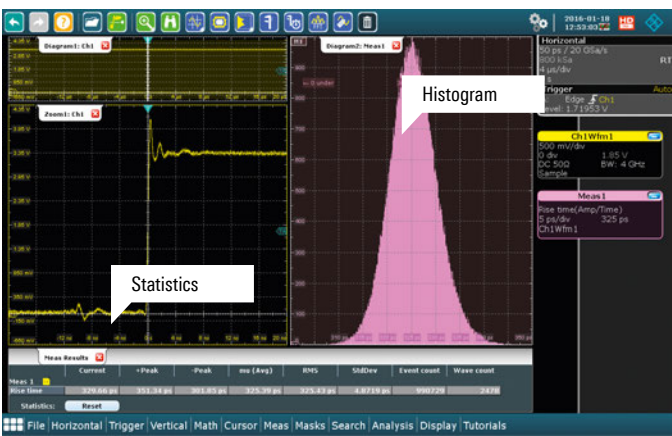 2016-01-18
12:53:03
HD
Diagram1: Ch1
Diagram2: Meas1
Horizontal
50 ps / 20 GSa/s
800 kSa RT
4 µs/div
Trigger Auto
Edge Ch1
Level: 1.71953 V
0 under
Histogram
Zoom1: Ch1
Ch1Wfm1
500 mV/div
0 div 1.85 V
DC 50Ω BW: 4 GHz
Sample
Meas1
Rise time(Amp/Time)
5 ps/div 325 ps
Ch1Wfm1
Statistics
Meas Results
Current +Peak -Peak mu (Avg) RMS StdDev Event count Wave count
Meas 1
Rise time 329.66 ps 351.34 ps 301.85 ps 325.39 ps 325.43 ps 4.8719 ps 990729 2478
Statistics: Reset
File Horizontal Trigger Vertical Math Cursor Meas Masks Search Analysis Display Tutorials